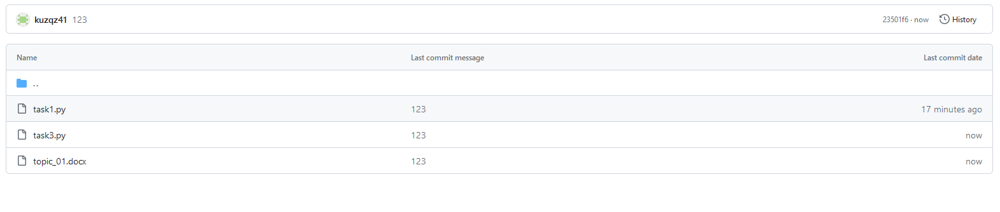 kuzqz41 123 23501f6 · now History
Name Last commit message Last commit date
..
task1.py 123 17 minutes ago
task3.py 123 now
topic_01.docx 123 now